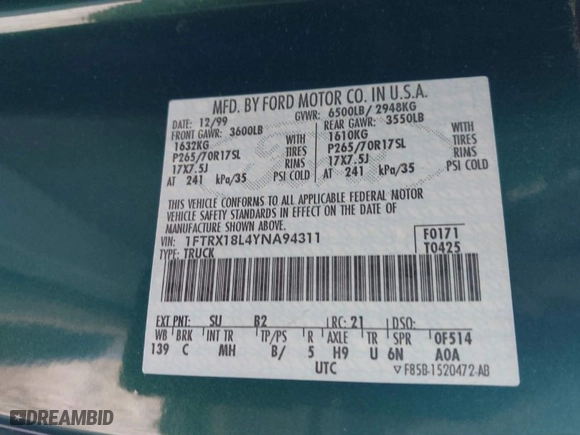 MFD. BY FORD MOTOR CO. IN U.S.A.
DATE: 12/99 GVWR: 6500LB/ 2948KG
FRONT GAWR: 3600LB REAR GAWR: 3550LB
1632KG WITH 1610KG WITH
P265/70R17SL TIRES P265/70R17SL TIRES
17X7.5J RIMS 17X7.5J RIMS
AT 241 kPa/35 PSI COLD AT 241 kPa/35 PSI COLD
THIS VEHICLE CONFORMS TO ALL APPLICABLE FEDERAL MOTOR
VEHICLE SAFETY STANDARDS IN EFFECT ON THE DATE OF
MANUFACTURE SHOWN ABOVE.
VIN: 1FTRX18L4YNA94311 F0171
TYPE: TRUCK T0425
EXT PNT: SU B2 RC: 21 DSO:
WB BRK INT TR TP/PS R AXLE TR SPR 0F514
139 C MH B/ 5 H9 U 6N A0A
UTC F85B-1520472-AB
DREAMBID